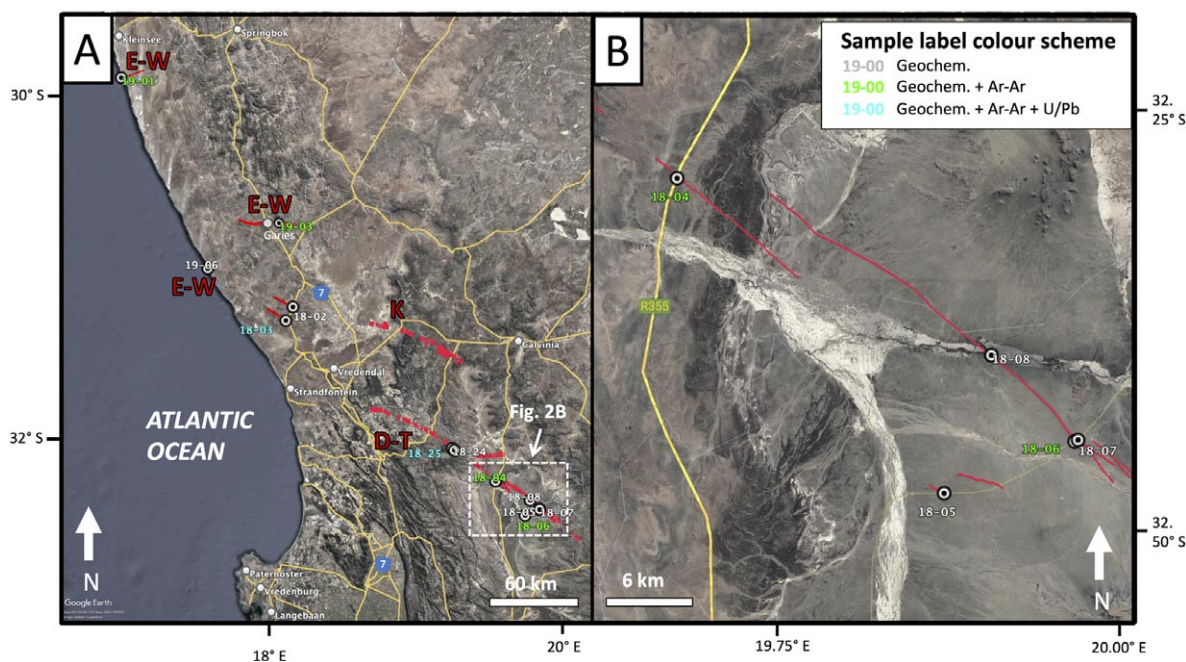 A
Kleinsee
Springbok
E-W
19-01
30° S
E-W
19-03
Garies
19-06
E-W
7
18-02
18-03
K
Calvinia
Vredendal
Strandfontein
ATLANTIC
OCEAN
Fig. 2B
32° S
D-T
18-25
18-24
18-04
18-08
18-05
18-07
18-06
7
N
60 km
Paternoster
Vredenburg
Langebaan
Google Earth
18° E
20° E
B
Sample label colour scheme
19-00 Geochem.
19-00 Geochem. + Ar-Ar
19-00 Geochem. + Ar-Ar + U/Pb
32.
25° S
18-04
R355
18-08
18-06
18-07
18-05
32.
50° S
6 km
N
19.75° E
20.00° E